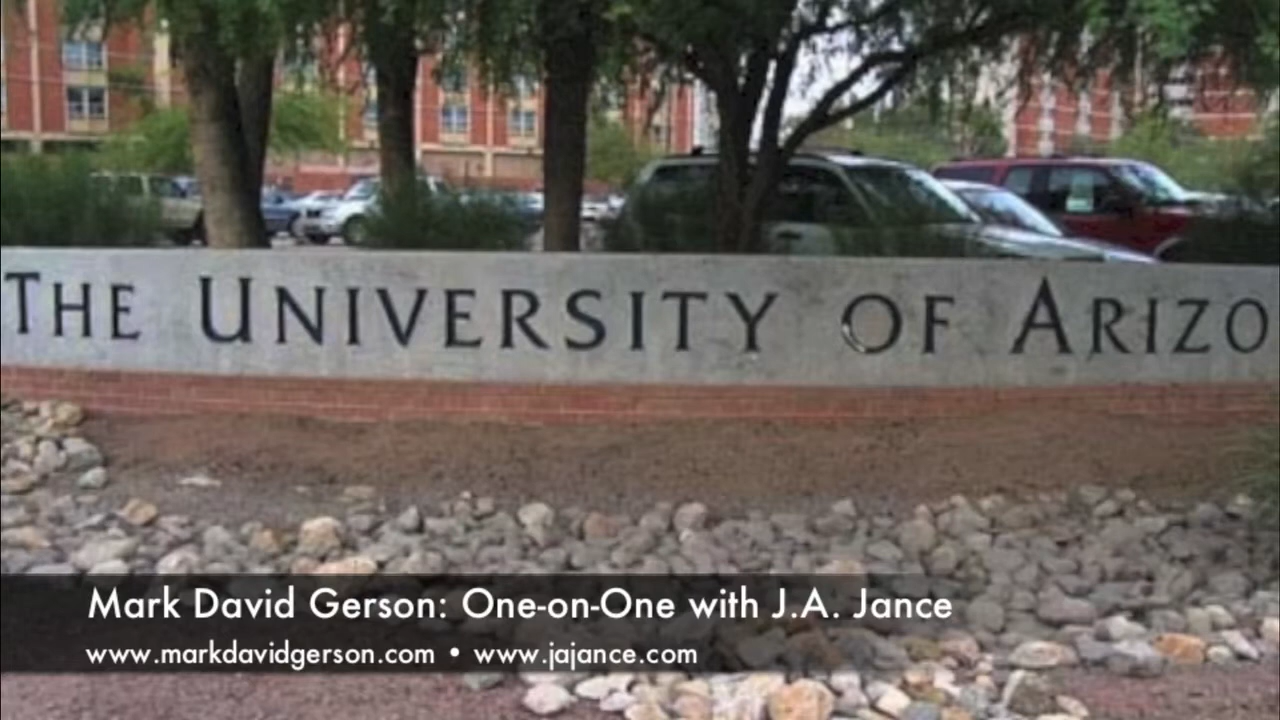 THE UNIVERSITY OF ARIZO
Mark David Gerson: One-on-One with J.A. Jance
www.markdavidgerson.com • www.jajance.com